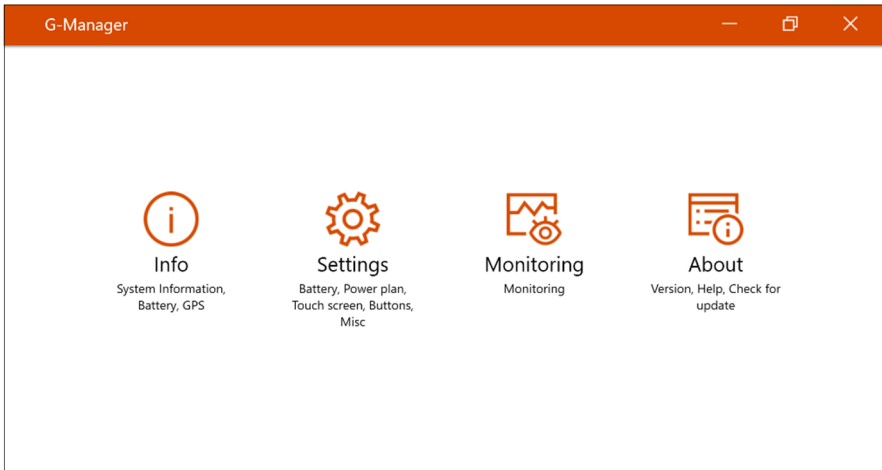 G-Manager
Info
System Information,
Battery, GPS
Settings
Battery, Power plan,
Touch screen, Buttons,
Misc
Monitoring
Monitoring
About
Version, Help, Check for
update